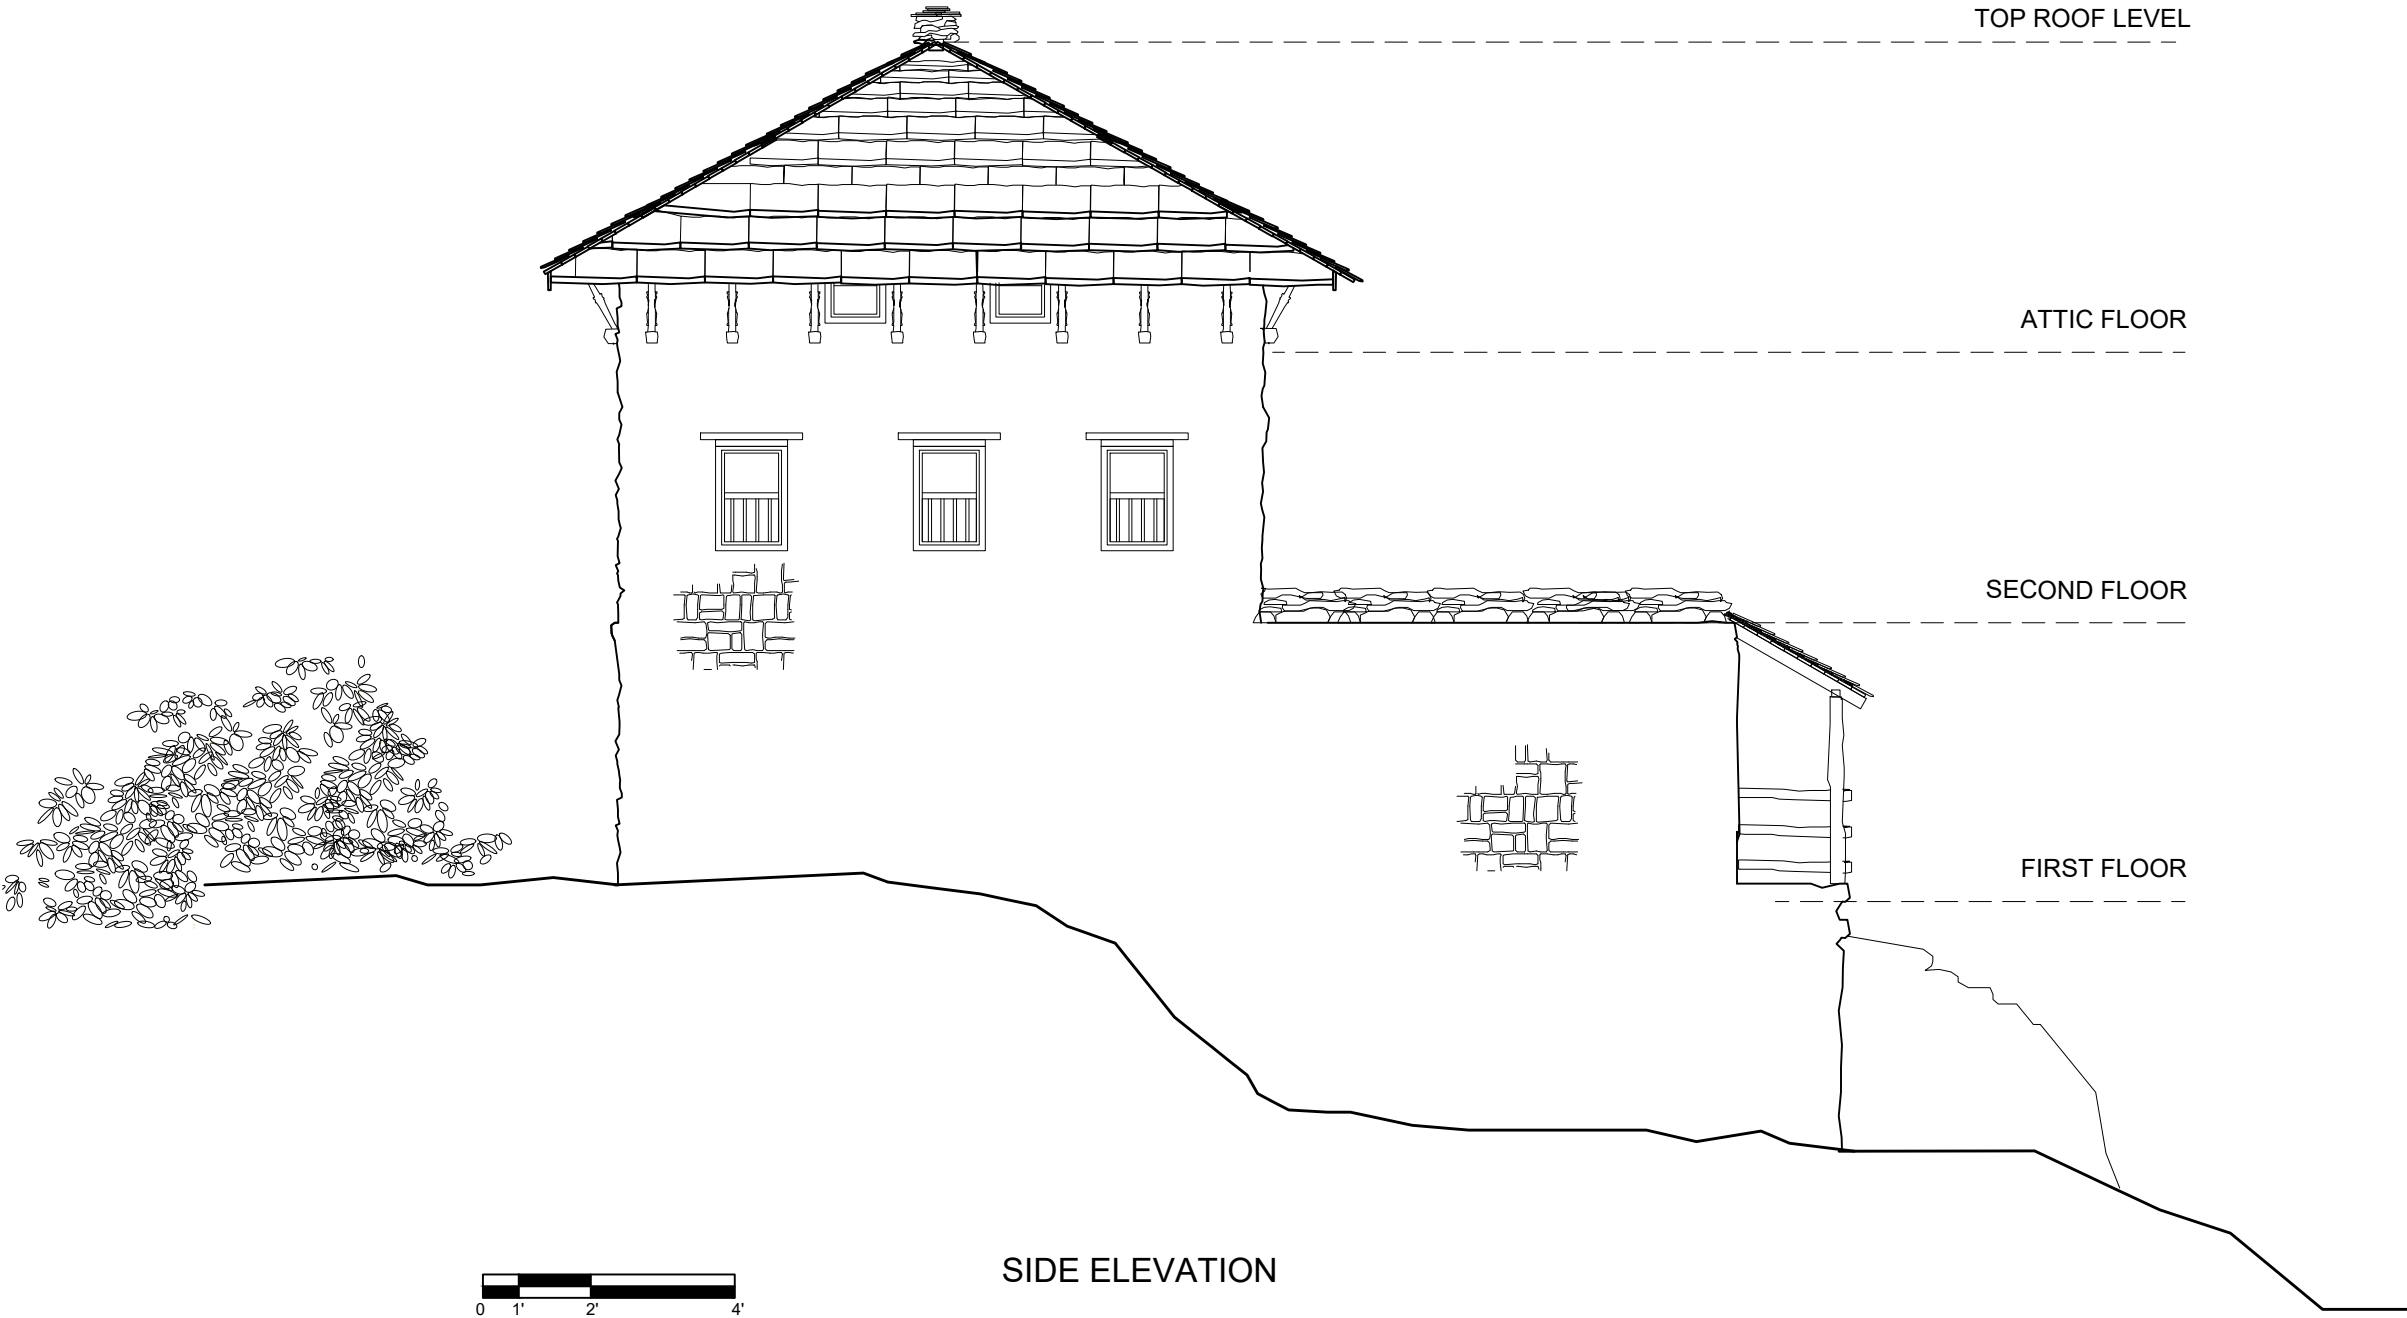 TOP ROOF LEVEL
ATTIC FLOOR
SECOND FLOOR
FIRST FLOOR
SIDE ELEVATION
0 1' 2' 4'